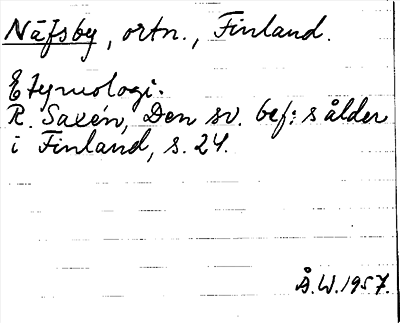 Näfsby, ortn., Finland.
Etymologi.
R. Saxén, Den sv. bef:s ålder
i Finland, s. 24.
Å.W.1957.